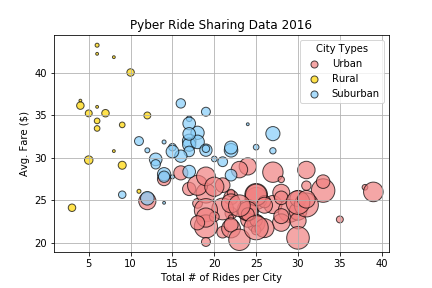 Pyber Ride Sharing Data 2016
City Types
Urban
Rural
Suburban
Avg. Fare ($)
40
35
30
25
20
5 10 15 20 25 30 35 40
Total # of Rides per City